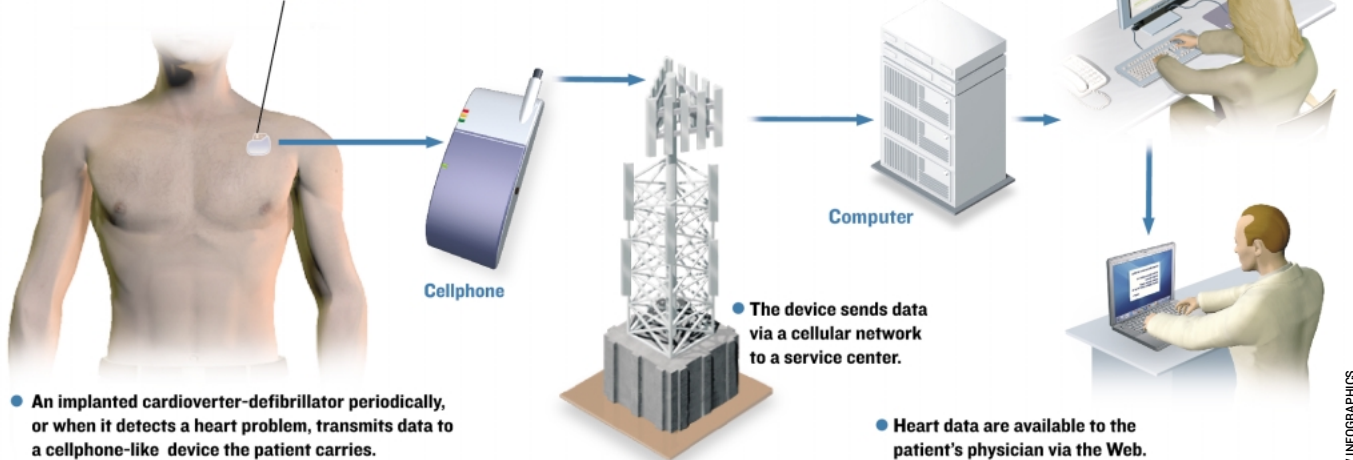 Cellphone
Computer
The device sends data
via a cellular network
to a service center.
An implanted cardioverter-defibrillator periodically,
or when it detects a heart problem, transmits data to
a cellphone-like device the patient carries.
Heart data are available to the
patient's physician via the Web.
INFOGRAPHICS